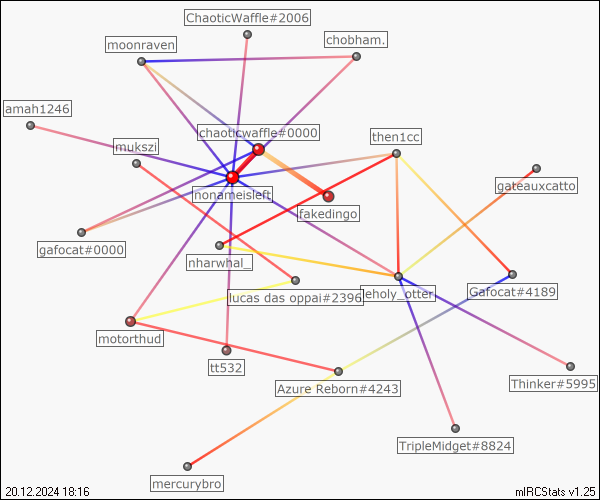 ChaoticWaffle#2006
chobham.
moonraven
amah1246
chaoticwaffle#0000
then1cc
mukszi
gateauxcatto
nonameisleft
fakedingo
gafocat#0000
nharwhal_
lucas das oppai#2396
leholy_otter
Gafocat#4189
motorthud
tt532
Azure Reborn#4243
Thinker#5995
TripleMidget#8824
mercurybro
20.12.2024 18:16
mIRCStats v1.25